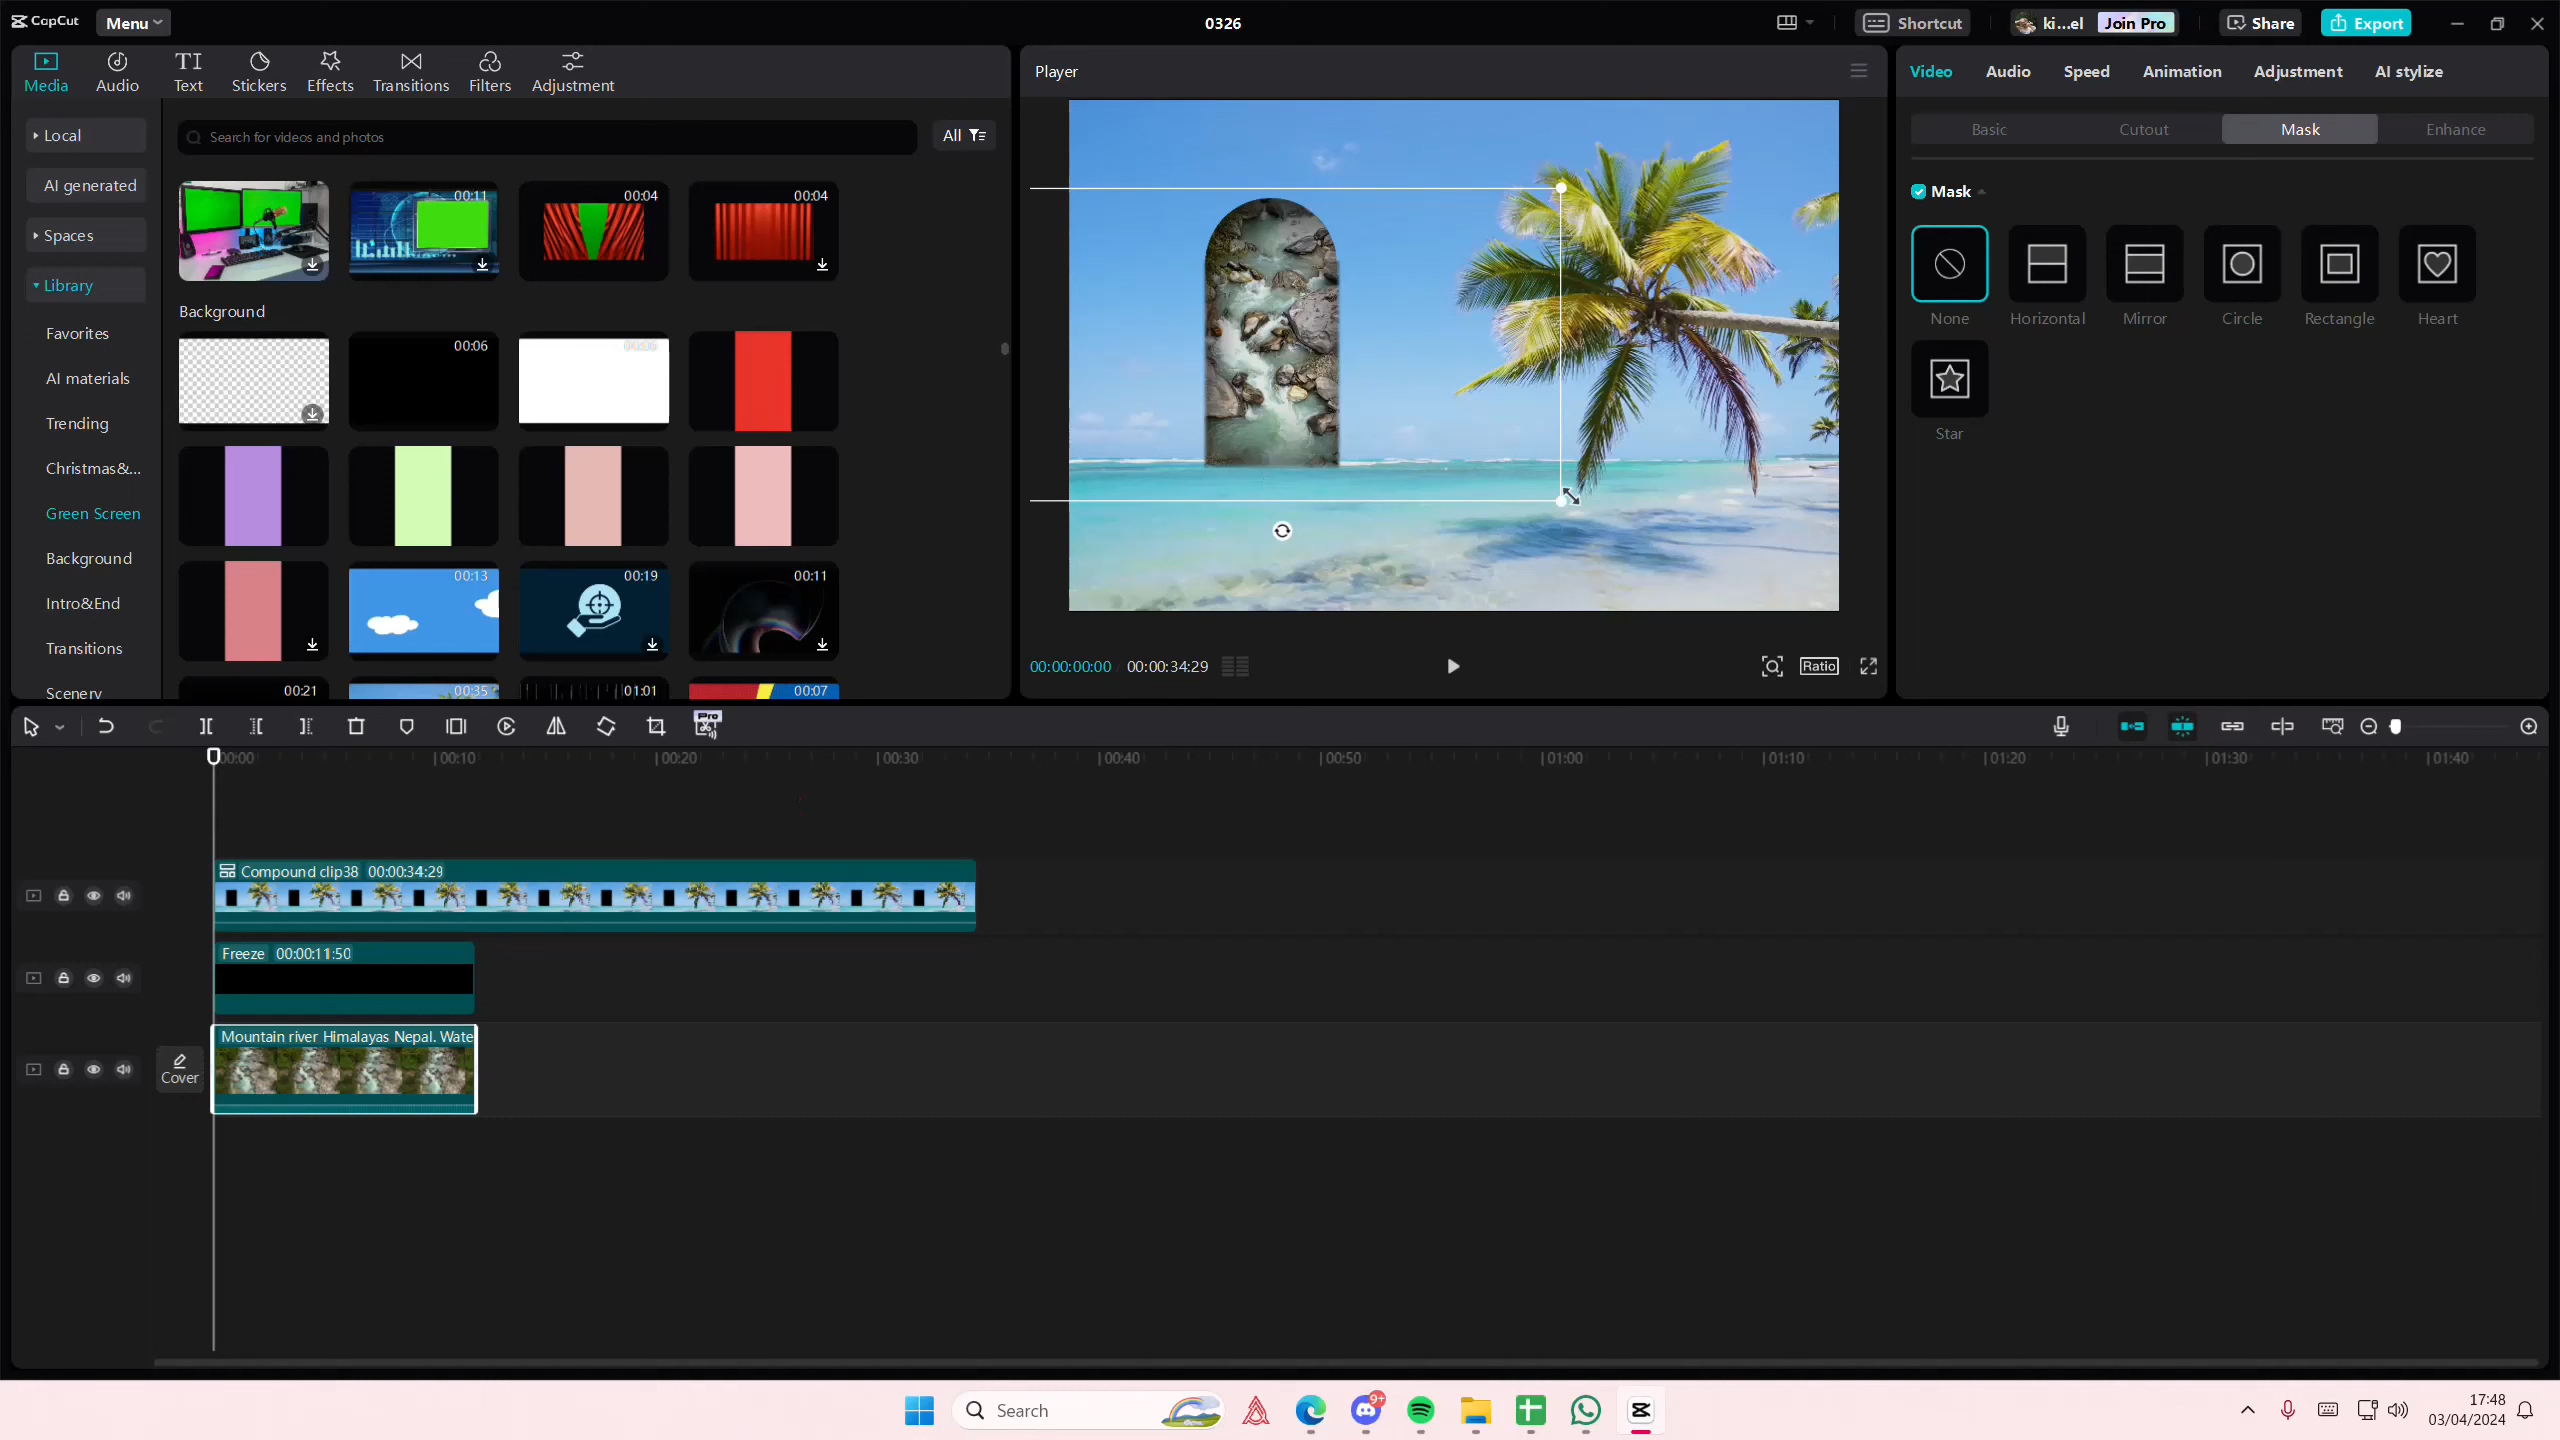 CapCut
Menu
0326
Shortcut
ki...el
Join Pro
Share
Export
Media
Audio
Text
Stickers
Effects
Transitions
Filters
Adjustment
Local
AI generated
Spaces
Library
Favorites
AI materials
Trending
Christmas&...
Green Screen
Background
Intro&End
Transitions
Scenery
Search for videos and photos
All
00:11
00:04
00:04
Background
00:06
00:13
00:19
00:11
00:21
00:35
01:01
00:07
Player
00:00:00:00
00:00:34:29
Ratio
Video
Audio
Speed
Animation
Adjustment
AI stylize
Basic
Cutout
Mask
Enhance
Mask
None
Horizontal
Mirror
Circle
Rectangle
Heart
Star
Pro
00:00
00:10
00:20
00:30
00:40
00:50
01:00
01:10
01:20
01:30
01:40
Compound clip38 00:00:34:29
Freeze 00:00:11:50
Mountain river Himalayas Nepal. Wate
Cover
Search
9+
17:48
03/04/2024